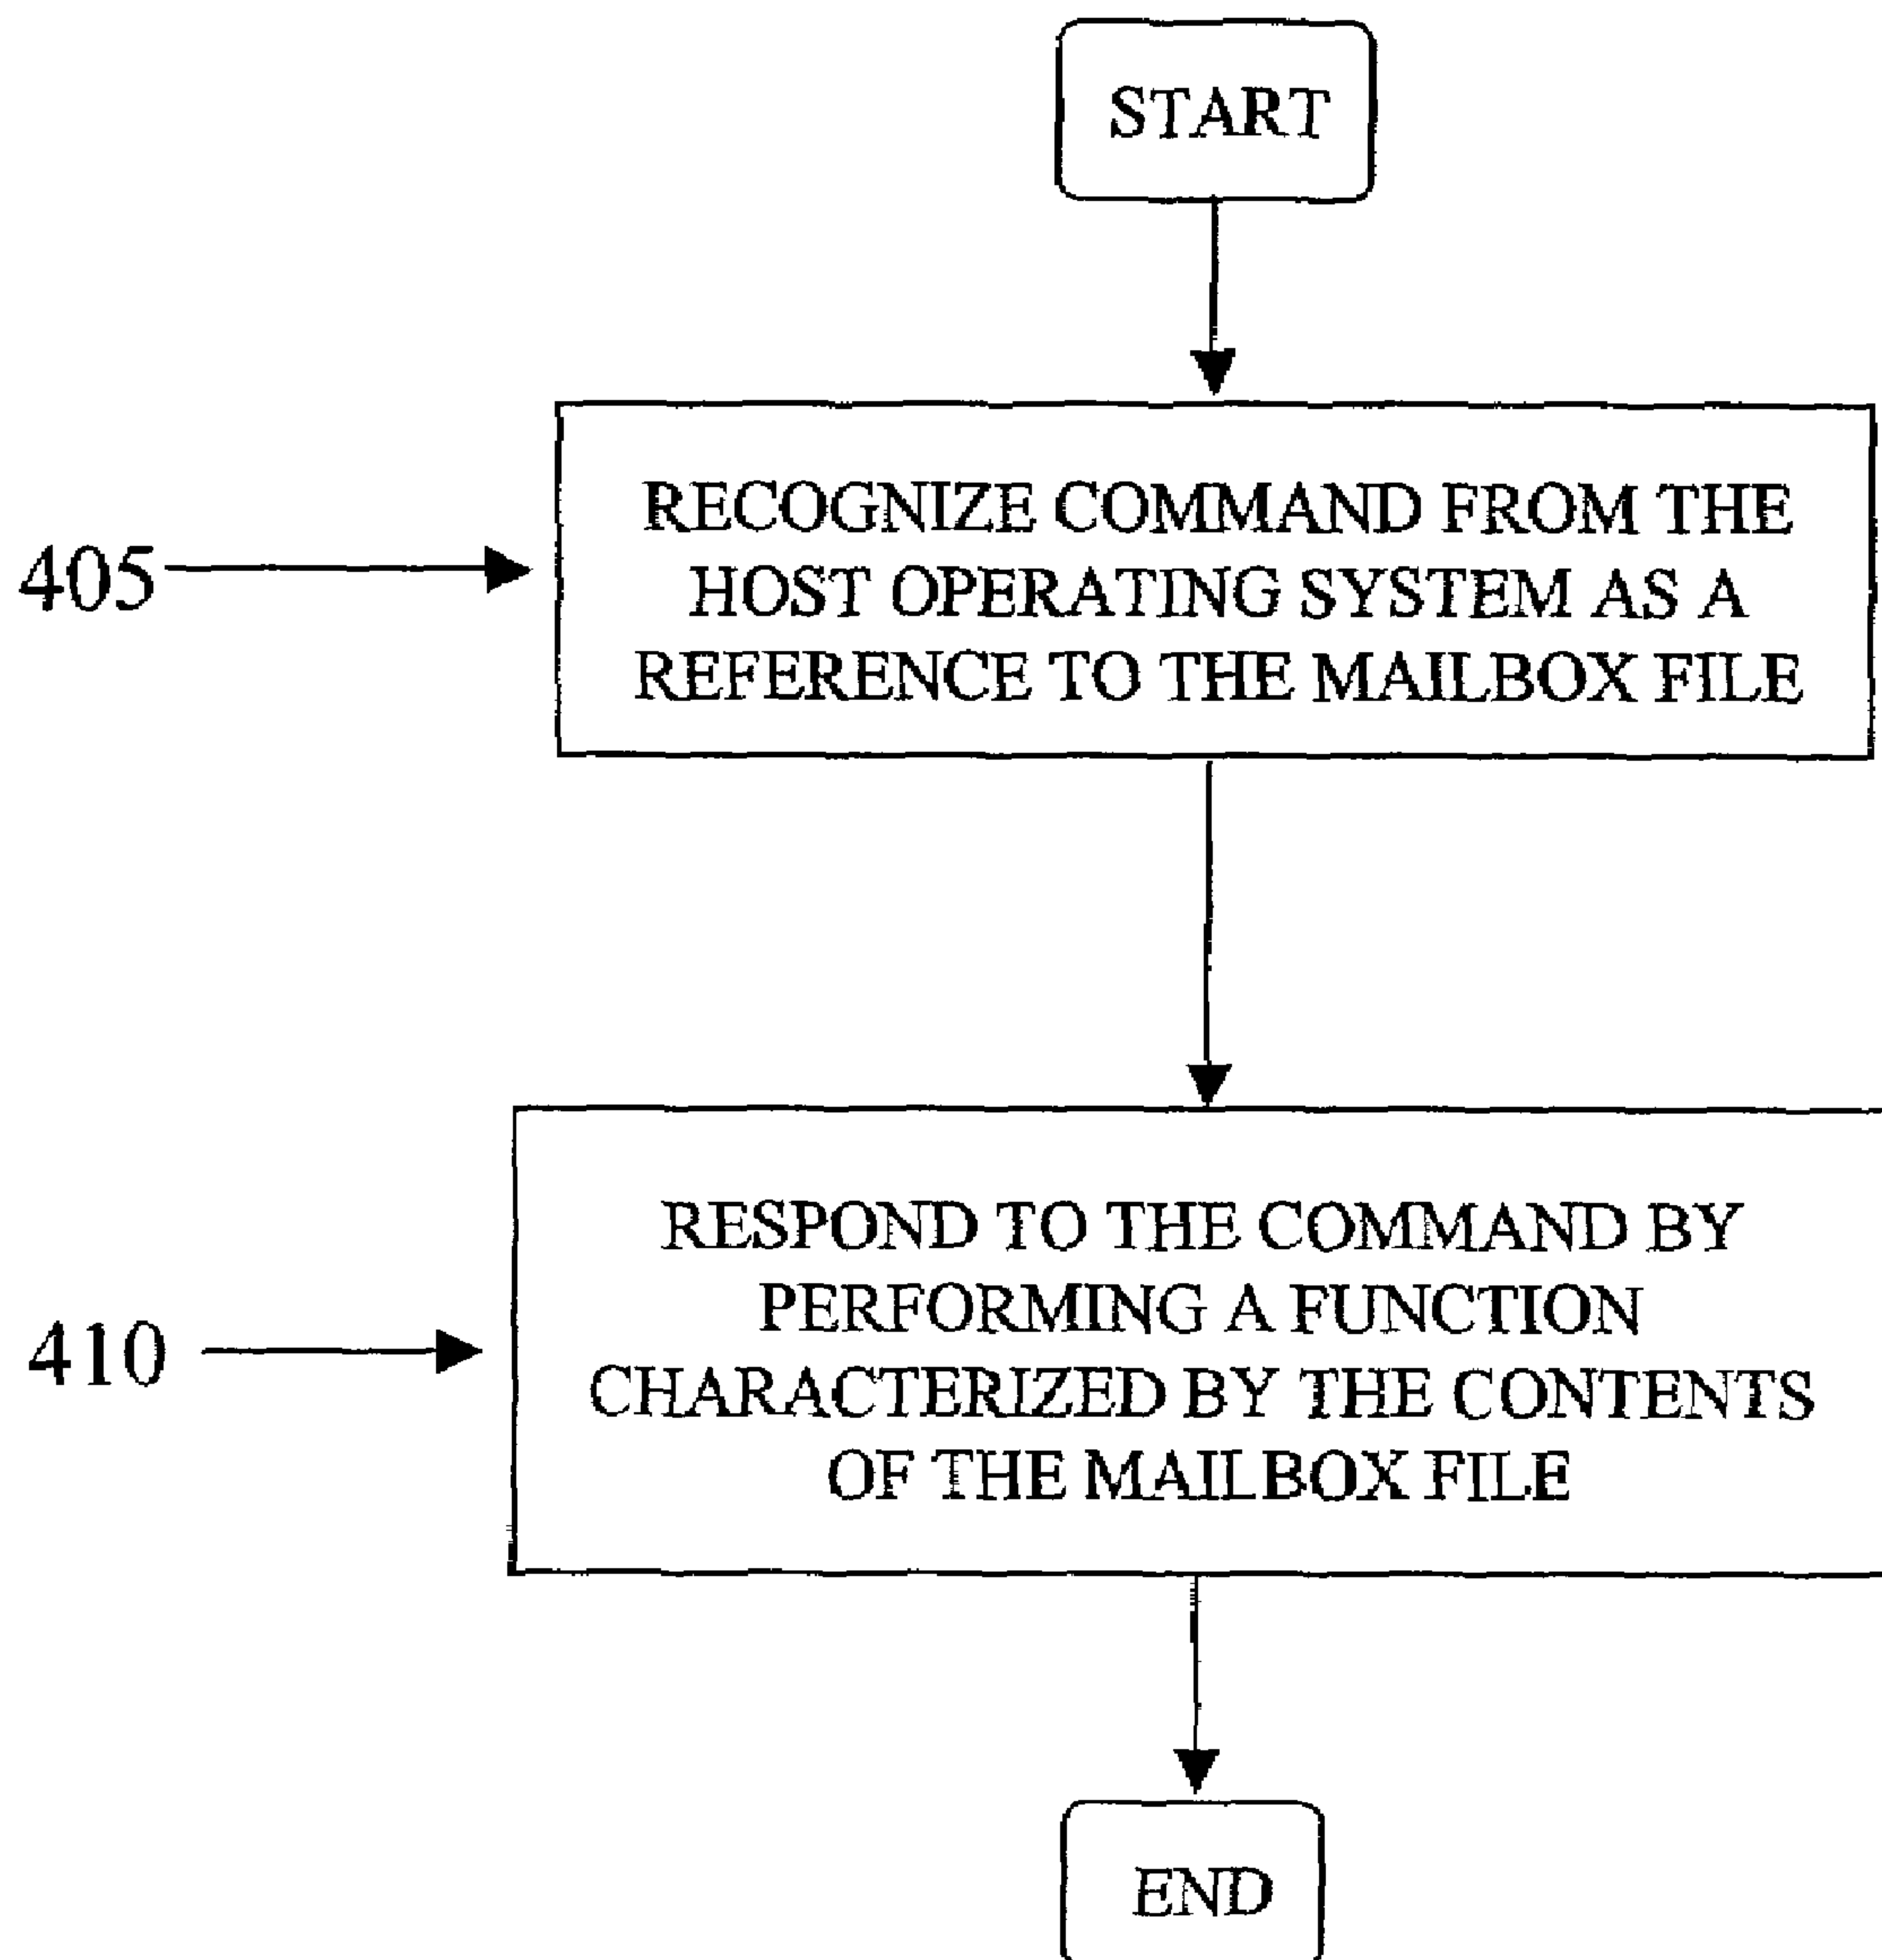 START
405
RECOGNIZE COMMAND FROM THE
HOST OPERATING SYSTEM AS A
REFERENCE TO THE MAILBOX FILE
410
RESPOND TO THE COMMAND BY
PERFORMING A FUNCTION
CHARACTERIZED BY THE CONTENTS
OF THE MAILBOX FILE
END